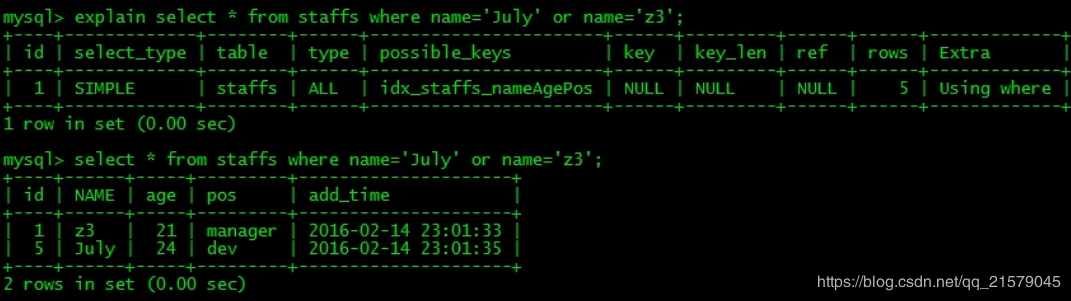 mysql> explain select * from staffs where name='July' or name='z3';
+----+-------------+--------+------+-----------------------+------+---------+------+------+-------------+
| id | select_type | table | type | possible_keys | key | key_len | ref | rows | Extra |
+----+-------------+--------+------+-----------------------+------+---------+------+------+-------------+
| 1 | SIMPLE | staffs | ALL | idx_staffs_nameAgePos | NULL | NULL | NULL | 5 | Using where |
+----+-------------+--------+------+-----------------------+------+---------+------+------+-------------+
1 row in set (0.00 sec)
mysql> select * from staffs where name='July' or name='z3';
+----+------+-----+---------+---------------------+
| id | NAME | age | pos | add_time |
+----+------+-----+---------+---------------------+
| 1 | z3 | 21 | manager | 2016-02-14 23:01:33 |
| 5 | July | 24 | dev | 2016-02-14 23:01:35 |
+----+------+-----+---------+---------------------+
2 rows in set (0.00 sec)
https://blog.csdn.net/qq_21579045